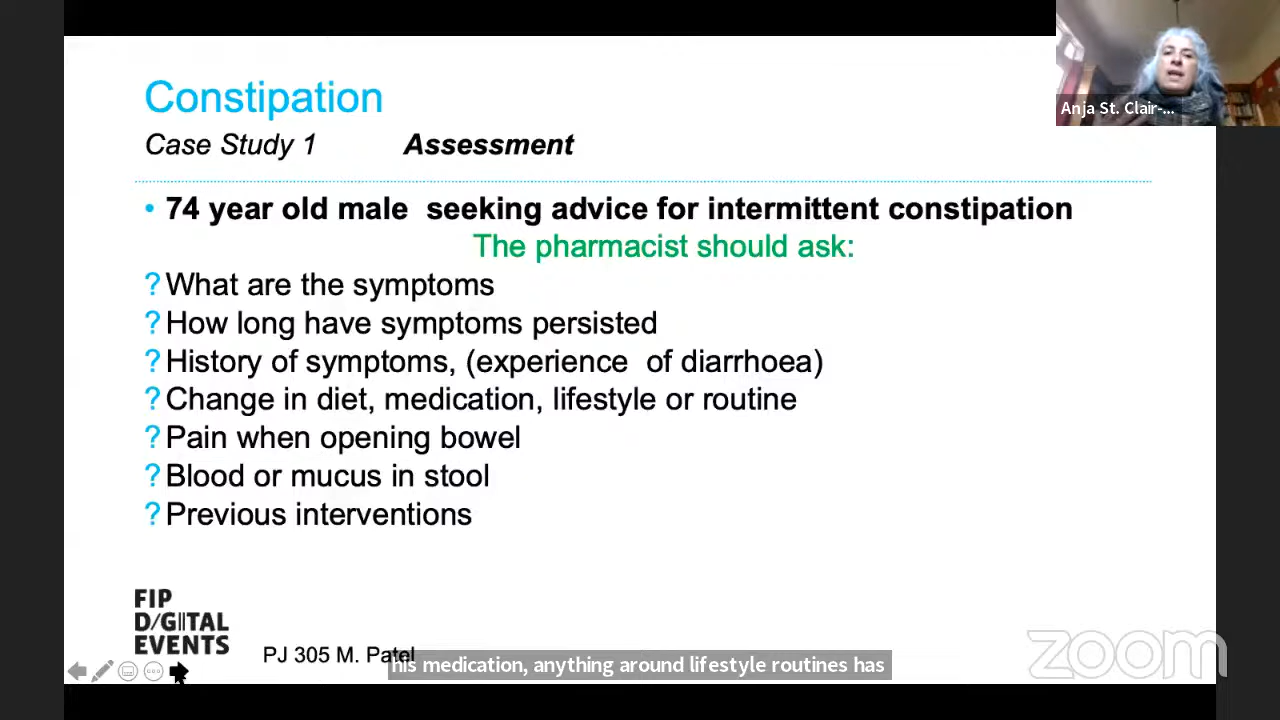 Constipation
Anja St. Clair-...
Case Study 1 Assessment
• 74 year old male seeking advice for intermittent constipation
The pharmacist should ask:
? What are the symptoms
? How long have symptoms persisted
? History of symptoms, (experience of diarrhoea)
? Change in diet, medication, lifestyle or routine
? Pain when opening bowel
? Blood or mucus in stool
? Previous interventions
FIP
D/GITAL
EVENTS
PJ 305 M. Patel
his medication, anything around lifestyle routines has
zoom